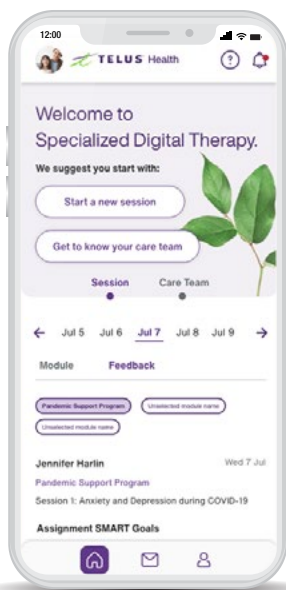 12:00
TELUS Health
?
Welcome to
Specialized Digital Therapy.
We suggest you start with:
Start a new session
Get to know your care team
Session Care Team
← Jul 5 Jul 6 Jul 7 Jul 8 Jul 9 →
Module Feedback
Pandemic Support Program Unselected module name
Unselected module name
Jennifer Harlin Wed 7 Jul
Pandemic Support Program
Session 1: Anxiety and Depression during COVID-19
Assignment SMART Goals